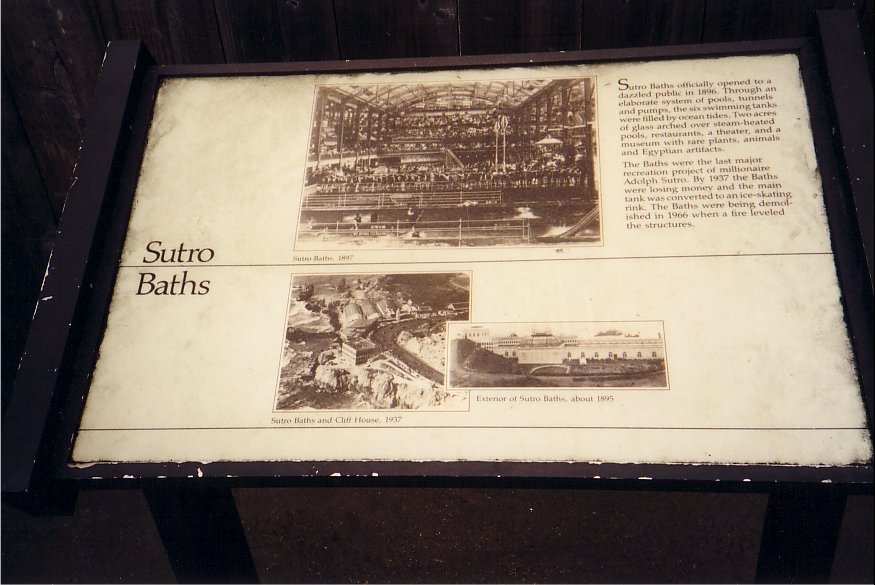 Sutro Baths officially opened to a
dazzled public in 1896. Through an
elaborate system of pools, tunnels
and pumps, the six swimming tanks
were filled by ocean tides. Two acres
of glass arched over steam-heated
pools, restaurants, a theater, and a
museum with rare plants, animals
and Egyptian artifacts.
The Baths were the last major
recreation project of millionaire
Adolph Sutro. By 1937 the Baths
were losing money and the main
tank was converted to an ice-skating
rink. The Baths were being demol-
ished in 1966 when a fire leveled
the structures.
Sutro Baths, 1897
Sutro
Baths
Exterior of Sutro Baths, about 1895
Sutro Baths and Cliff House, 1937